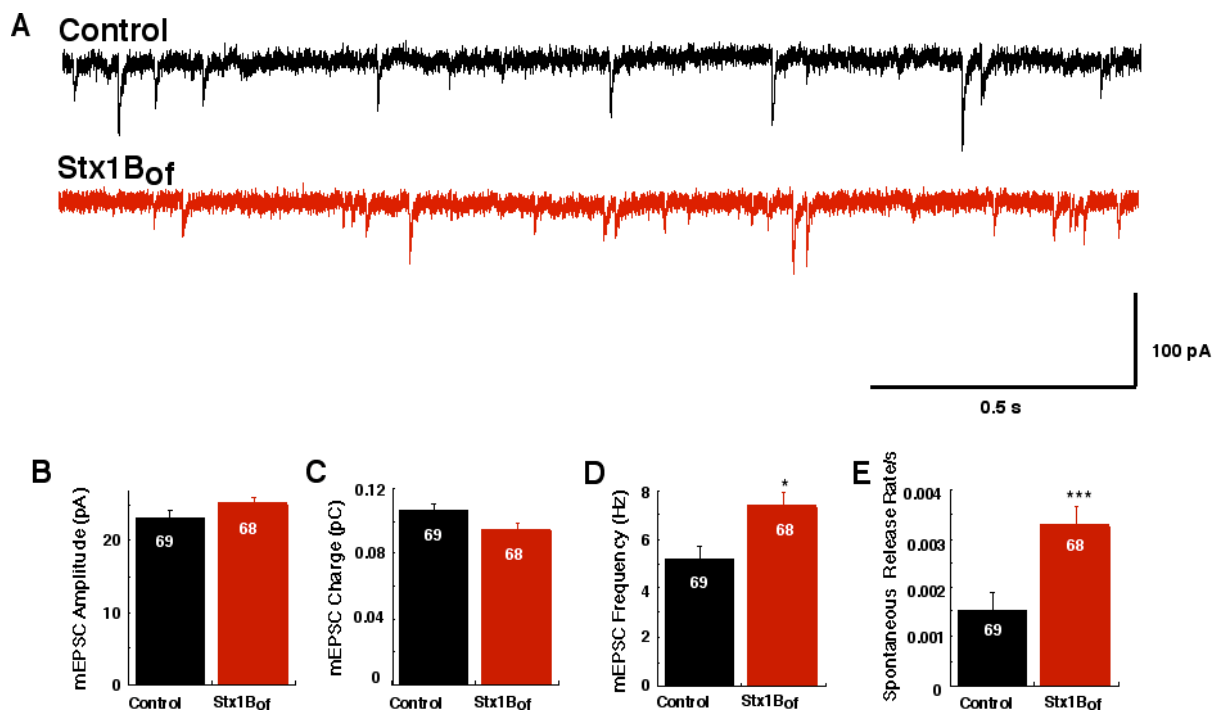 A
Control
Stx1Bof
100 pA
0.5 s
B
mEPSC Amplitude (pA)
20
10
0
69
68
Control
Stx1Bof
C
mEPSC Charge (pC)
0.12
0.08
0.04
0
69
68
Control
Stx1Bof
D
mEPSC Frequency (Hz)
8
6
4
2
0
69
*
68
Control
Stx1Bof
E
Spontaneous Release Rate/s
0.004
0.003
0.002
0.001
0
69
***
68
Control
Stx1Bof